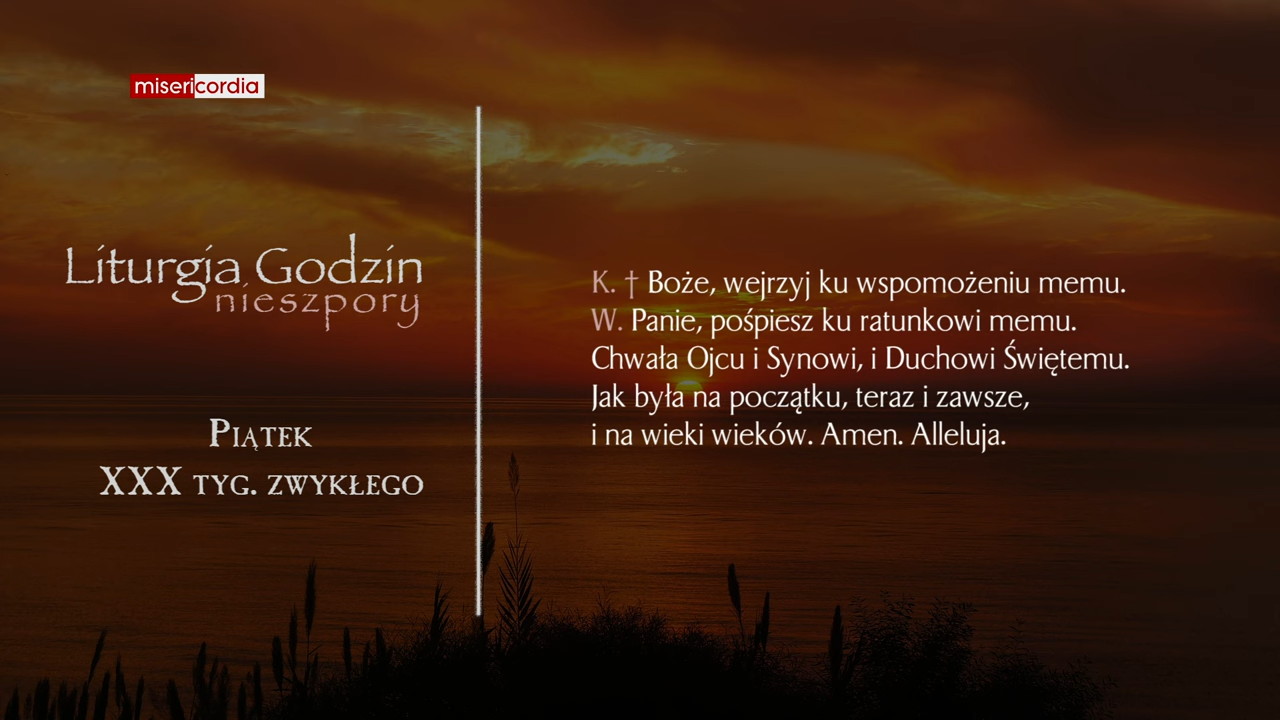 misericordia
Liturgia Godzin
nieszpory
Piątek
XXX tyg. zwykłego
K. † Boże, wejrzyj ku wspomożeniu memu.
W. Panie, pośpiesz ku ratunkowi memu.
Chwała Ojcu i Synowi, i Duchowi Świętemu.
Jak była na początku, teraz i zawsze,
i na wieki wieków. Amen. Alleluja.